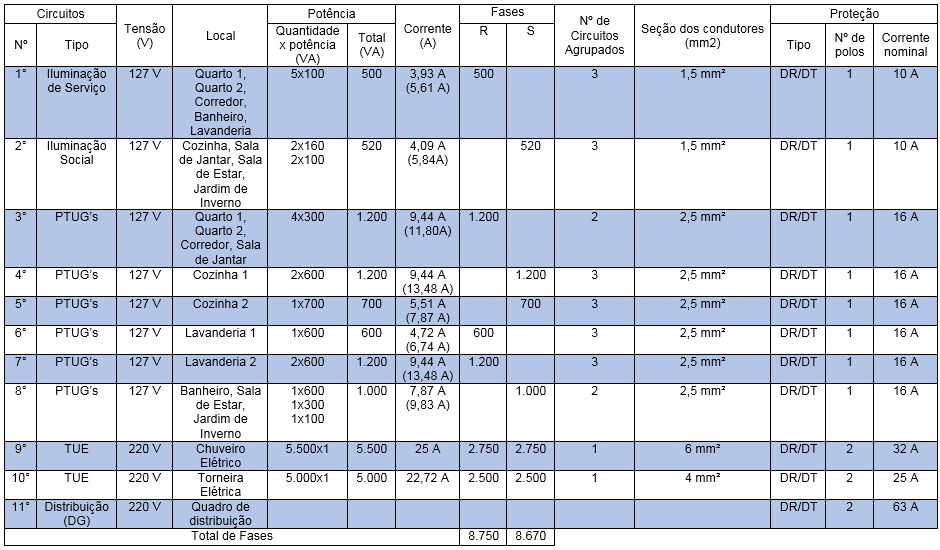 Circuitos Tensão (V) Local Potência Corrente (A) Fases Nº de Circuitos Agrupados Seção dos condutores (mm2) Proteção
Nº Tipo Quantidade x potência (VA) Total (VA) R S Tipo Nº de polos Corrente nominal
1° Iluminação de Serviço 127 V Quarto 1, Quarto 2, Corredor, Banheiro, Lavanderia 5x100 500 3,93 A (5,61 A) 500 3 1,5 mm² DR/DT 1 10 A
2° Iluminação Social 127 V Cozinha, Sala de Jantar, Sala de Estar, Jardim de Inverno 2x160 2x100 520 4,09 A (5,84A) 520 3 1,5 mm² DR/DT 1 10 A
3° PTUG's 127 V Quarto 1, Quarto 2, Corredor, Sala de Jantar 4x300 1.200 9,44 A (11,80A) 1.200 2 2,5 mm² DR/DT 1 16 A
4° PTUG's 127 V Cozinha 1 2x600 1.200 9,44 A (13,48 A) 1.200 3 2,5 mm² DR/DT 1 16 A
5° PTUG's 127 V Cozinha 2 1x700 700 5,51 A (7,87 A) 700 3 2,5 mm² DR/DT 1 16 A
6° PTUG's 127 V Lavanderia 1 1x600 600 4,72 A (6,74 A) 600 3 2,5 mm² DR/DT 1 16 A
7° PTUG's 127 V Lavanderia 2 2x600 1.200 9,44 A (13,48 A) 1.200 3 2,5 mm² DR/DT 1 16 A
8° PTUG's 127 V Banheiro, Sala de Estar, Jardim de Inverno 1x600 1x300 1x100 1.000 7,87 A (9,83 A) 1.000 2 2,5 mm² DR/DT 1 16 A
9° TUE 220 V Chuveiro Elétrico 5.500x1 5.500 25 A 2.750 2.750 1 6 mm² DR/DT 2 32 A
10° TUE 220 V Torneira Elétrica 5.000x1 5.000 22,72 A 2.500 2.500 1 4 mm² DR/DT 2 25 A
11° Distribuição (DG) 220 V Quadro de distribuição DR/DT 2 63 A
Total de Fases 8.750 8.670